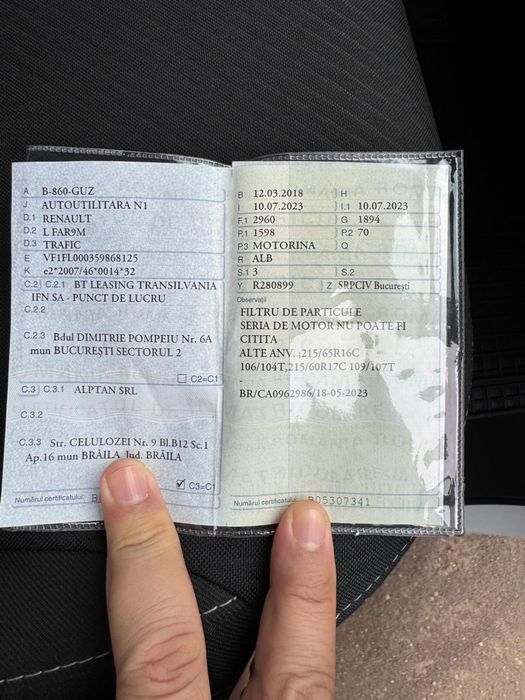 A B-860-GUZ
J AUTOUTILITARA N1
D.1 RENAULT
D.2 L FAR9M
D.3 TRAFIC
E VF1FL000359868125
K e2*2007/46*0014*32
C.2 C.2.1 BT LEASING TRANSILVANIA
IFN SA - PUNCT DE LUCRU
C.2.2
C.2.3 Bdul DIMITRIE POMPEIU Nr. 6A
mun BUCUREȘTI SECTORUL 2
C2=C1
C.3 C.3.1 ALPTAN SRL
C.3.2
C.3.3 Str. CELULOZEI Nr. 9 Bl.B12 Sc.1
Ap.16 mun BRĂILA Jud. BRĂILA
C3=C1
Numărul certificatului
B 12.03.2018 H
I 10.07.2023 I.1 10.07.2023
F.1 2960 G 1894
P.1 1598 P.2 70
P.3 MOTORINA Q
R ALB
S.1 3 S.2
Y R280899 Z SRPCIV București
Observații
FILTRU DE PARTICULE
SERIA DE MOTOR NU POATE FI
CITITA
ALTE ANV. :215/65R16C
106/104T,215/60R17C 109/107T
-
BR/CA0962986/18-05-2023
Numărul certificatului B05307341